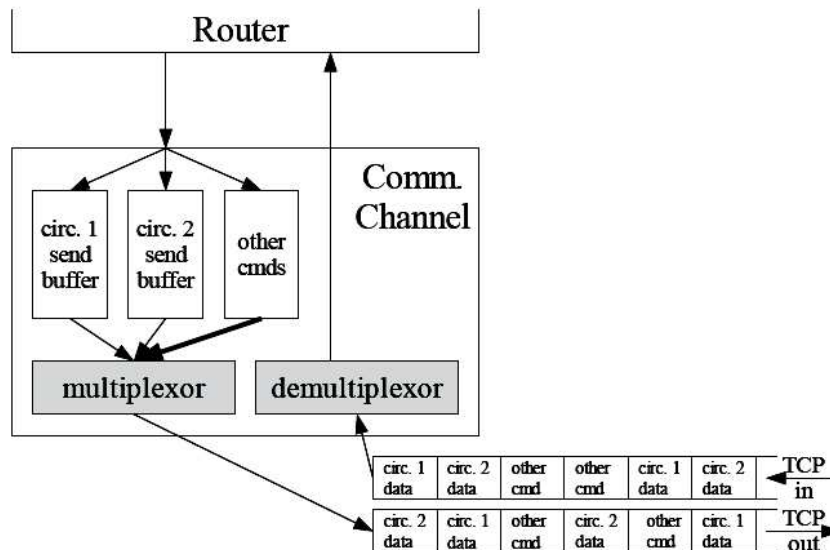 Router
Comm.
Channel
circ. 1
send
buffer
circ. 2
send
buffer
other
cmds
multiplexor
demultiplexor
circ. 1
data
circ. 2
data
other
cmd
other
cmd
circ. 1
data
circ. 2
data
TCP
in
circ. 2
data
circ. 1
data
other
cmd
circ. 2
data
other
cmd
circ. 1
data
TCP
out